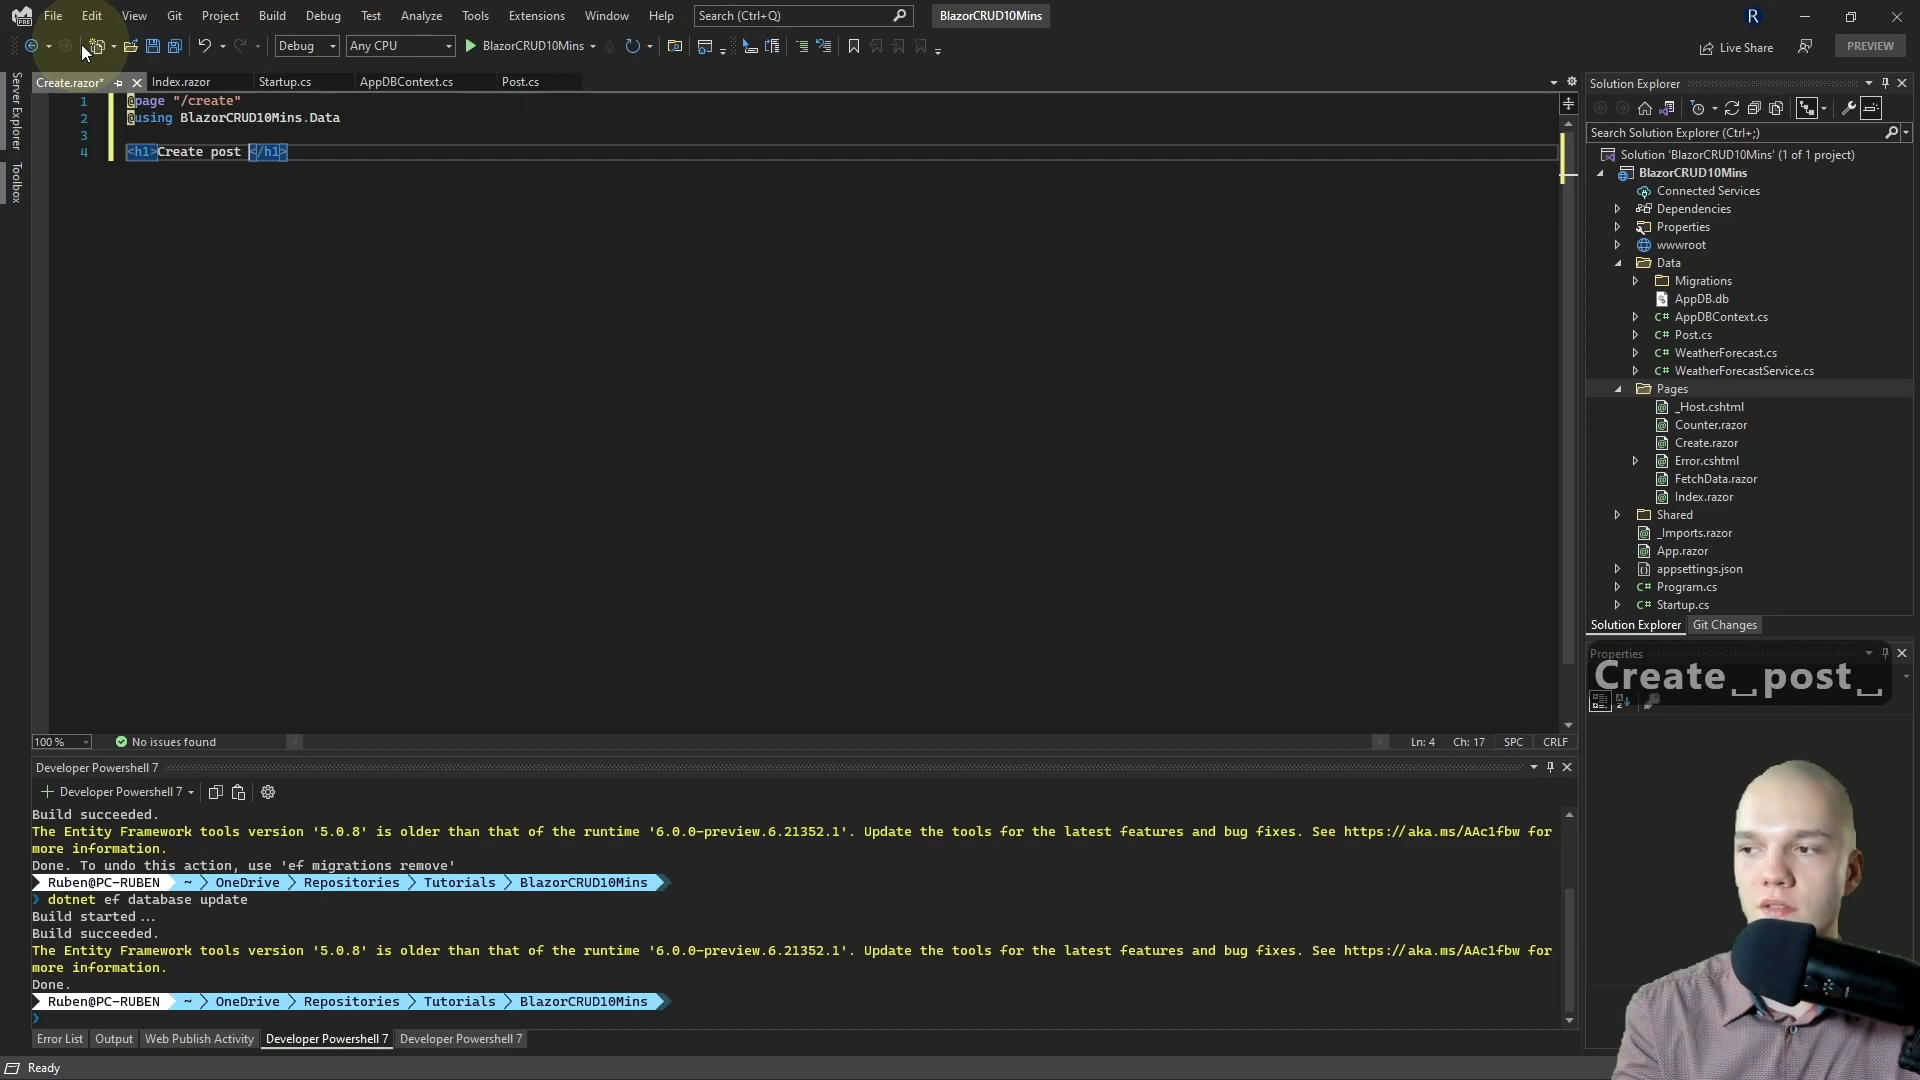 File Edit View Git Project Build Debug Test Analyze Tools Extensions Window Help Search (Ctrl+Q) BlazorCRUD10Mins R
Debug Any CPU BlazorCRUD10Mins Live Share PREVIEW
Server Explorer
Toolbox
Create.razor* Index.razor Startup.cs AppDBContext.cs Post.cs
1 @page "/create"
2 @using BlazorCRUD10Mins.Data
3
4 <h1>Create post </h1>
100 % No issues found Ln: 4 Ch: 17 SPC CRLF
Solution Explorer
Search Solution Explorer (Ctrl+;)
Solution 'BlazorCRUD10Mins' (1 of 1 project)
BlazorCRUD10Mins
Connected Services
Dependencies
Properties
wwwroot
Data
Migrations
AppDB.db
C# AppDBContext.cs
C# Post.cs
C# WeatherForecast.cs
C# WeatherForecastService.cs
Pages
_Host.cshtml
Counter.razor
Create.razor
Error.cshtml
FetchData.razor
Index.razor
Shared
_Imports.razor
App.razor
appsettings.json
C# Program.cs
C# Startup.cs
Solution Explorer Git Changes
Properties
Create␣post␣
Developer Powershell 7
Developer Powershell 7
Build succeeded.
The Entity Framework tools version '5.0.8' is older than that of the runtime '6.0.0-preview.6.21352.1'. Update the tools for the latest features and bug fixes. See https://aka.ms/AAc1fbw for
more information.
Done. To undo this action, use 'ef migrations remove'
Ruben@PC-RUBEN ~ OneDrive Repositories Tutorials BlazorCRUD10Mins
❯ dotnet ef database update
Build started...
Build succeeded.
The Entity Framework tools version '5.0.8' is older than that of the runtime '6.0.0-preview.6.21352.1'. Update the tools for the latest features and bug fixes. See https://aka.ms/AAc1fbw for
more information.
Done.
Ruben@PC-RUBEN ~ OneDrive Repositories Tutorials BlazorCRUD10Mins
❯
Error List Output Web Publish Activity Developer Powershell 7 Developer Powershell 7
Ready